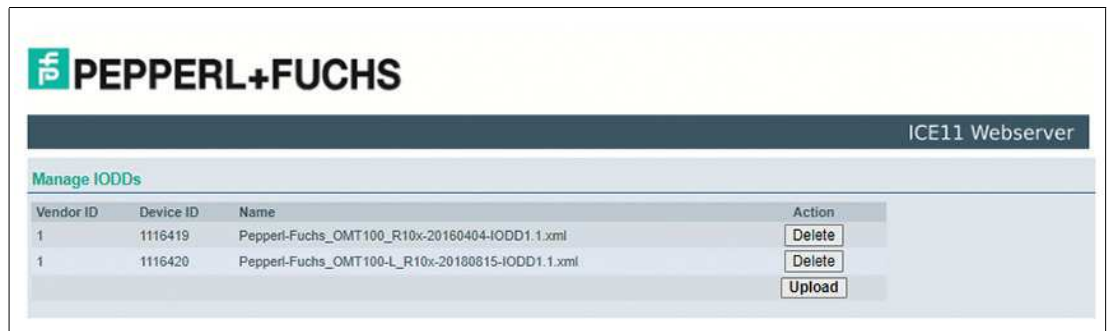 PEPPERL+FUCHS
ICE11 Webserver
Manage IODDs
Vendor ID Device ID Name Action
1 1116419 Pepperl-Fuchs_OMT100_R10x-20160404-IODD1.1.xml Delete
1 1116420 Pepperl-Fuchs_OMT100-L_R10x-20180815-IODD1.1.xml Delete
Upload